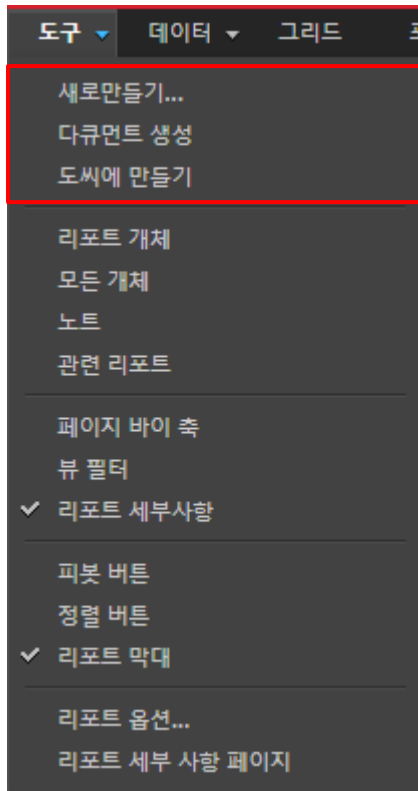 도구 데이터 그리드
새로만들기...
다큐먼트 생성
도씨에 만들기
리포트 개체
모든 개체
노트
관련 리포트
페이지 바이 축
뷰 필터
리포트 세부사항
피봇 버튼
정렬 버튼
리포트 막대
리포트 옵션...
리포트 세부 사항 페이지